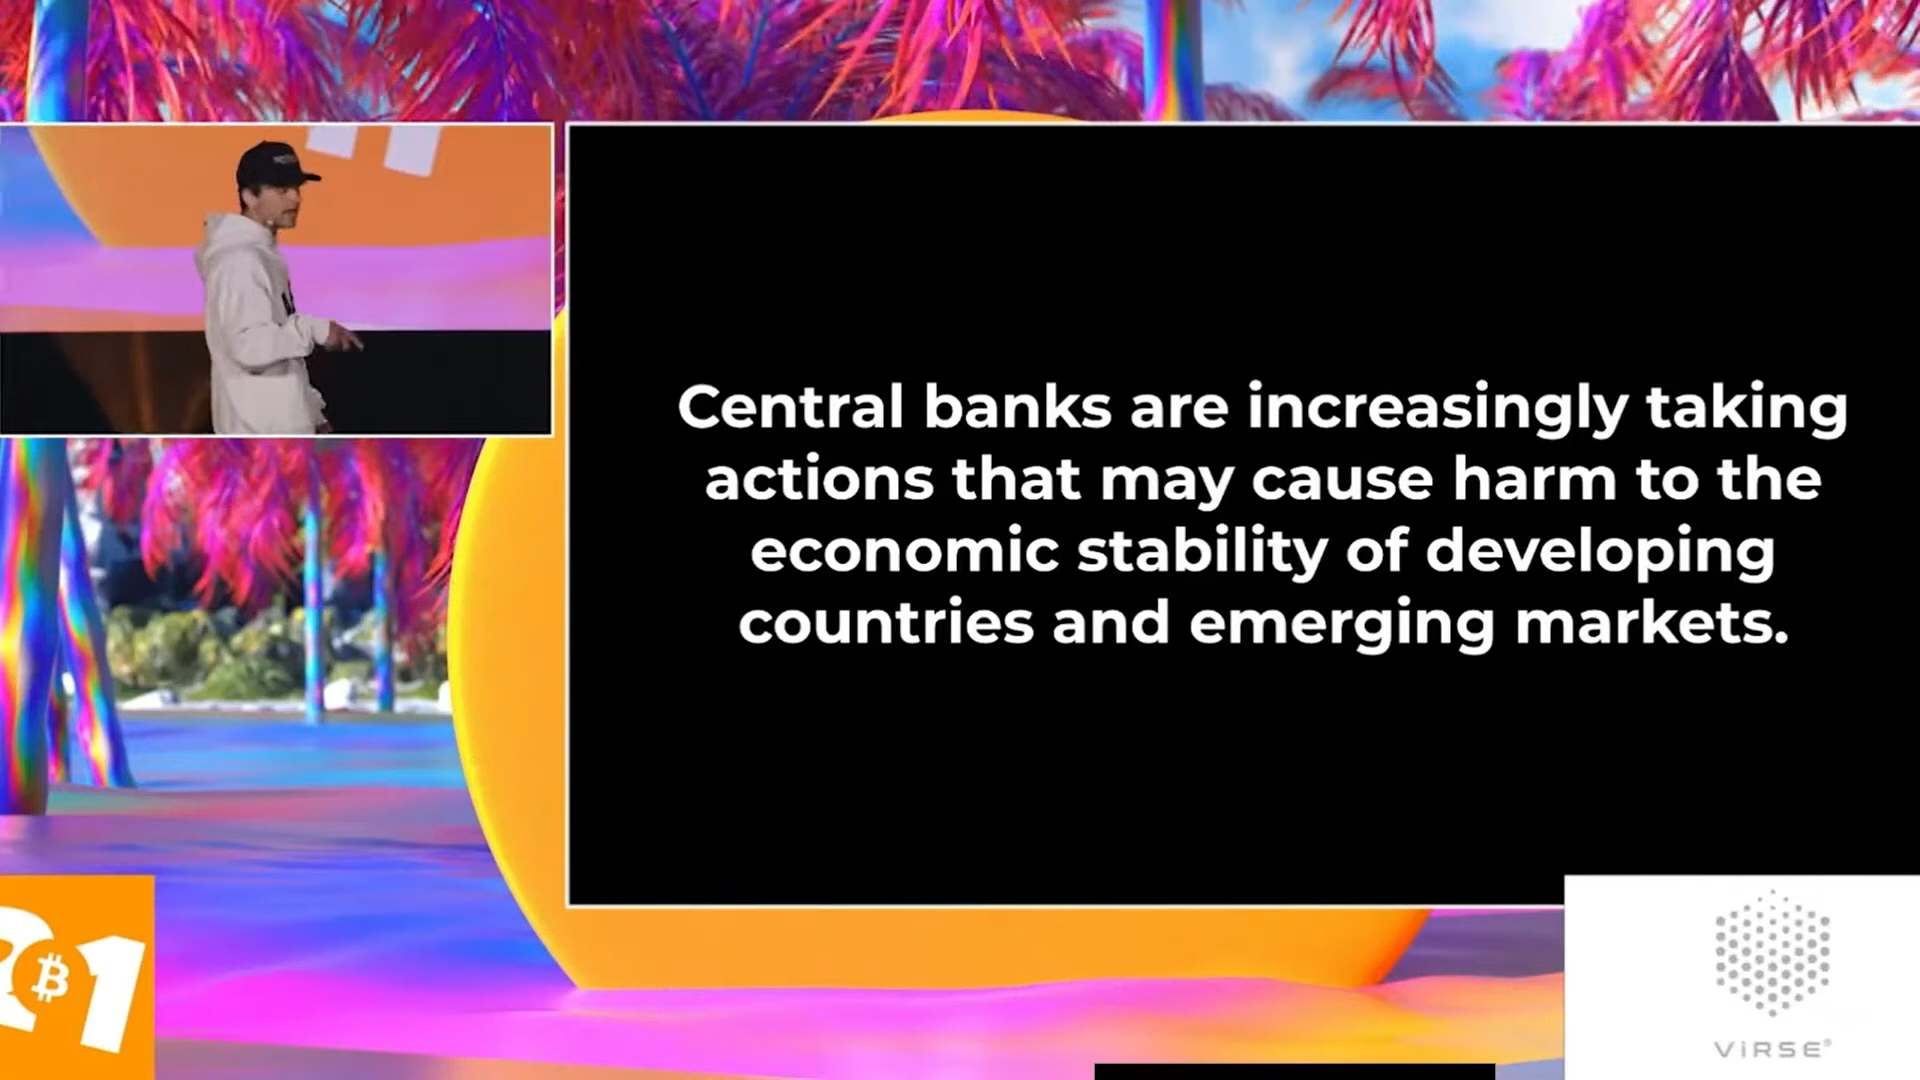 Central banks are increasingly taking
actions that may cause harm to the
economic stability of developing
countries and emerging markets.
21
ViRSE®